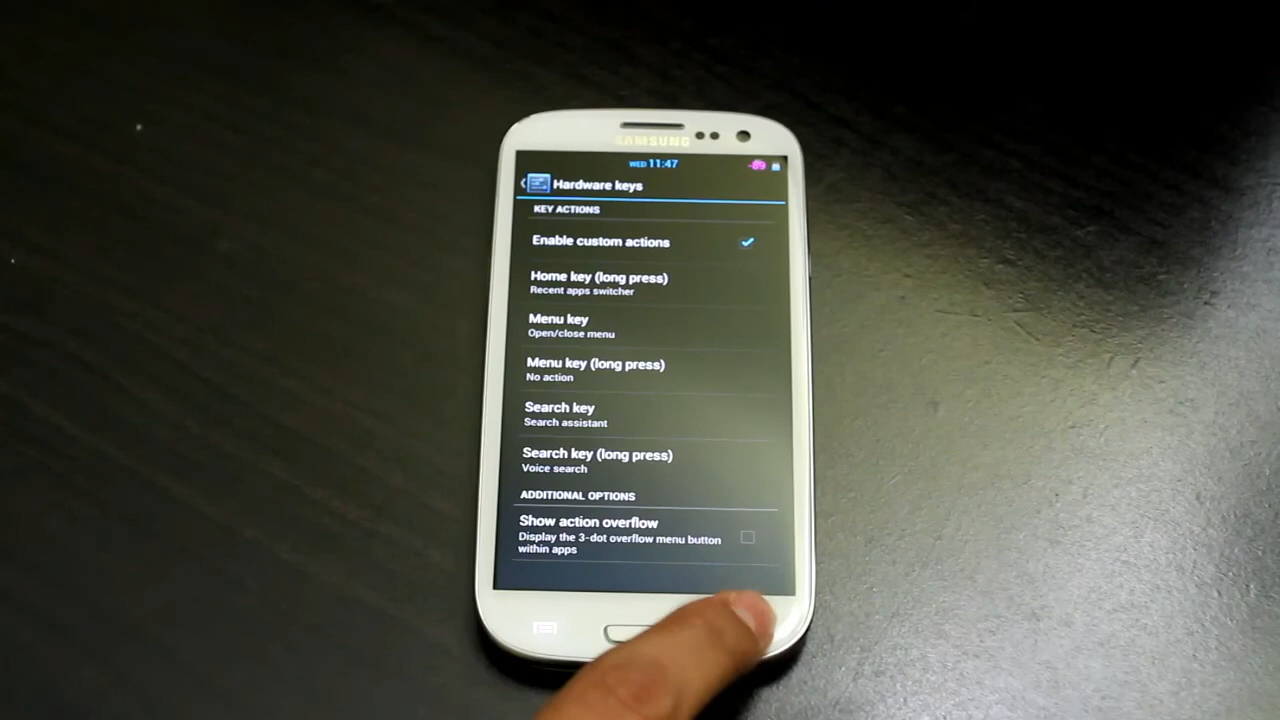 SAMSUNG
WED 11:47
-89
Hardware keys
KEY ACTIONS
Enable custom actions
Home key (long press)
Recent apps switcher
Menu key
Open/close menu
Menu key (long press)
No action
Search key
Search assistant
Search key (long press)
Voice search
ADDITIONAL OPTIONS
Show action overflow
Display the 3-dot overflow menu button
within apps